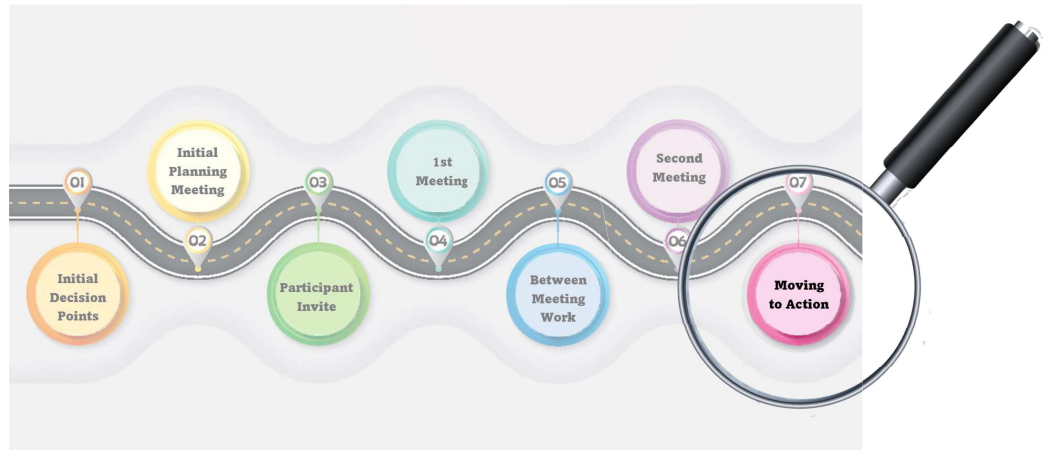 01
Initial
Decision
Points
Initial
Planning
Meeting
02
03
Participant
Invite
1st
Meeting
04
05
Between
Meeting
Work
Second
Meeting
06
07
Moving
to Action